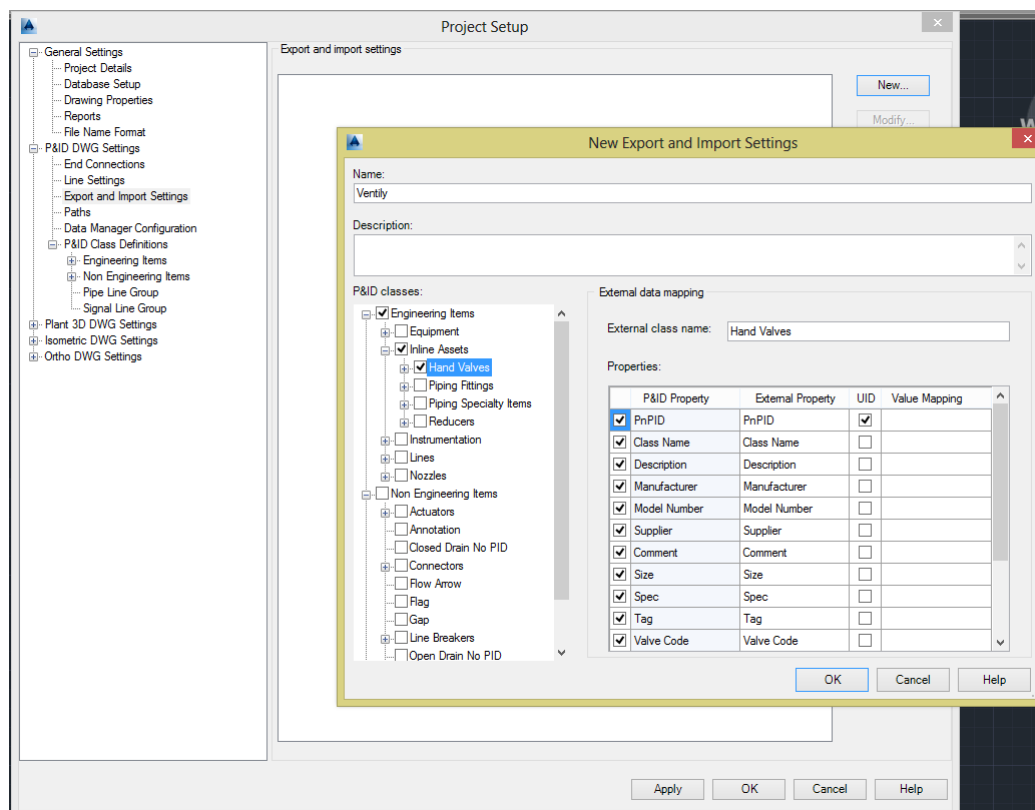 Project Setup
General Settings
Project Details
Database Setup
Drawing Properties
Reports
File Name Format
P&ID DWG Settings
End Connections
Line Settings
Export and Import Settings
Paths
Data Manager Configuration
P&ID Class Definitions
Engineering Items
Non Engineering Items
Pipe Line Group
Signal Line Group
Plant 3D DWG Settings
Isometric DWG Settings
Ortho DWG Settings
Export and import settings
New...
Modify...
New Export and Import Settings
Name:
Ventily
Description:
P&ID classes:
Engineering Items
Equipment
Inline Assets
Hand Valves
Piping Fittings
Piping Specialty Items
Reducers
Instrumentation
Lines
Nozzles
Non Engineering Items
Actuators
Annotation
Closed Drain No PID
Connectors
Flow Arrow
Flag
Gap
Line Breakers
Open Drain No PID
External data mapping
External class name: Hand Valves
Properties:
P&ID Property External Property UID Value Mapping
PnPID PnPID
Class Name Class Name
Description Description
Manufacturer Manufacturer
Model Number Model Number
Supplier Supplier
Comment Comment
Size Size
Spec Spec
Tag Tag
Valve Code Valve Code
OK Cancel Help
Apply OK Cancel Help